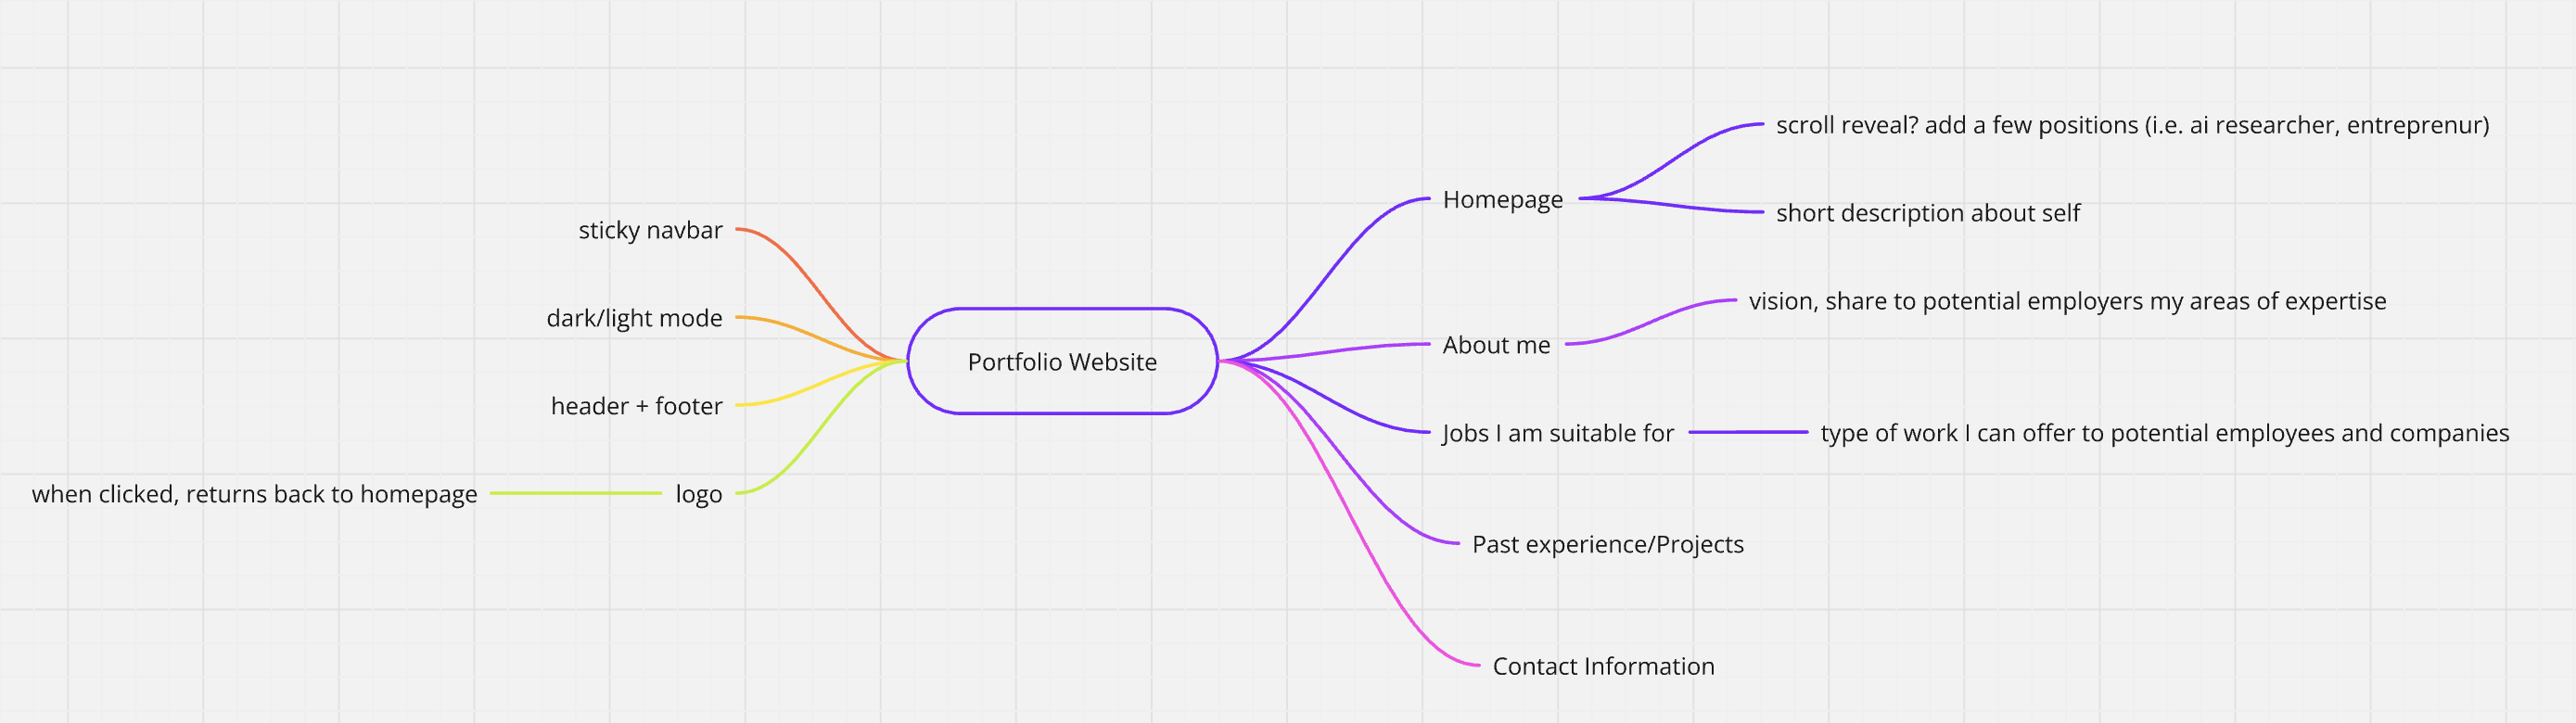 Portfolio Website
sticky navbar
dark/light mode
header + footer
logo
when clicked, returns back to homepage
Homepage
scroll reveal? add a few positions (i.e. ai researcher, entreprenur)
short description about self
About me
vision, share to potential employers my areas of expertise
Jobs I am suitable for
type of work I can offer to potential employees and companies
Past experience/Projects
Contact Information